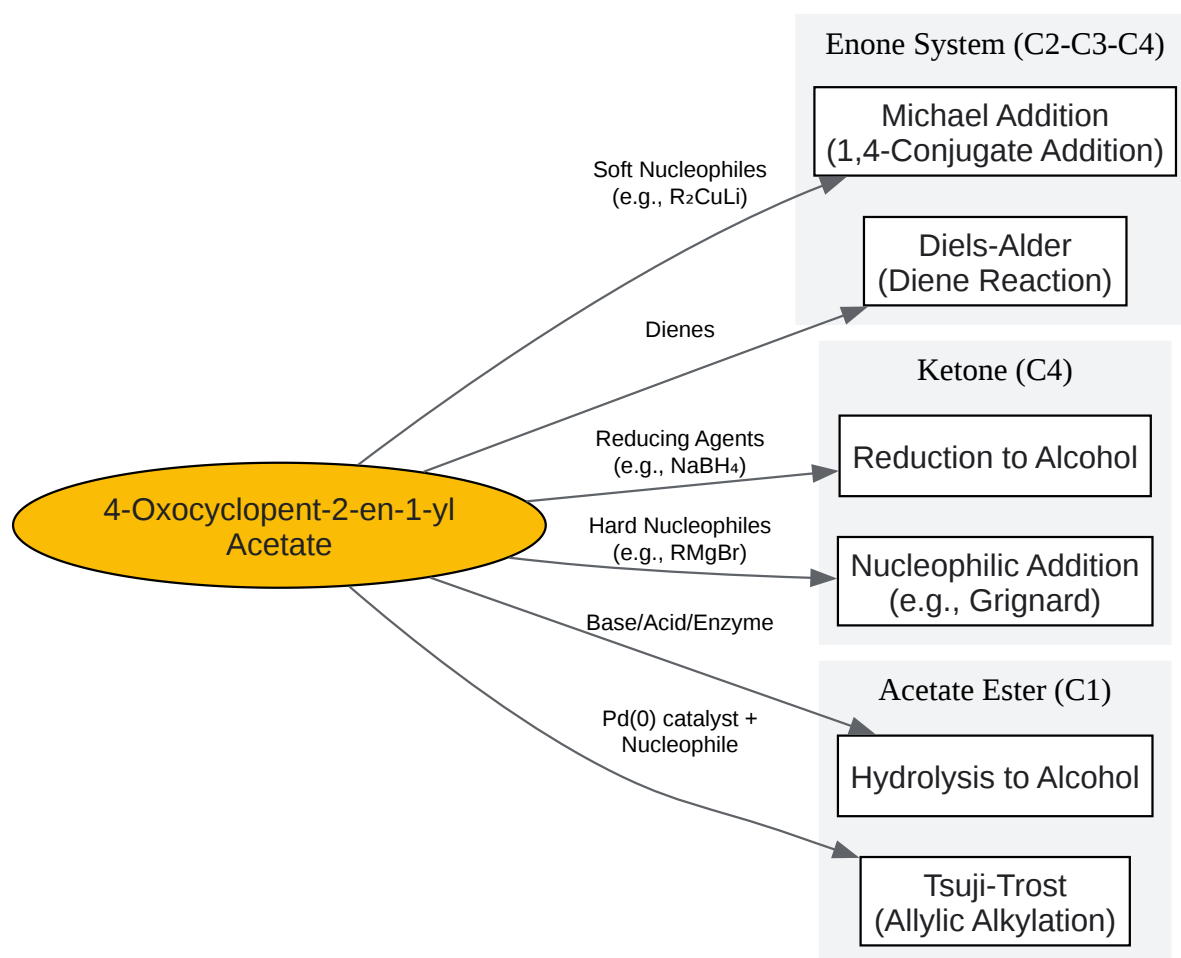 Enone System (C2-C3-C4)
Michael Addition
(1,4-Conjugate Addition)
Soft Nucleophiles
(e.g., R₂CuLi)
Diels-Alder
(Diene Reaction)
Dienes
Ketone (C4)
Reducing Agents
(e.g., NaBH₄)
Reduction to Alcohol
4-Oxocyclopent-2-en-1-yl
Acetate
Hard Nucleophiles
(e.g., RMgBr)
Nucleophilic Addition
(e.g., Grignard)
Base/Acid/Enzyme
Acetate Ester (C1)
Pd(0) catalyst +
Nucleophile
Hydrolysis to Alcohol
Tsuji-Trost
(Allylic Alkylation)